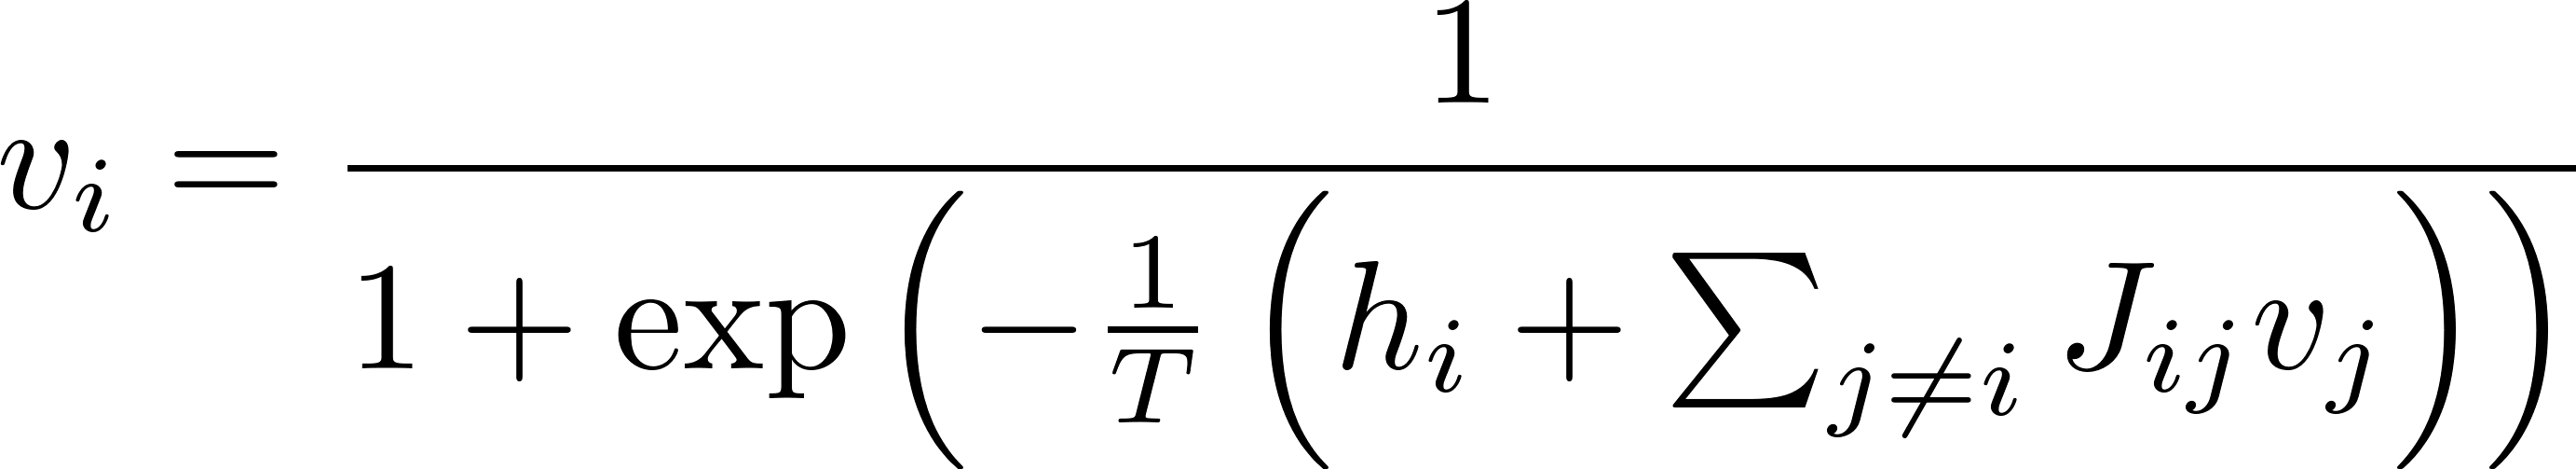 v_i = \frac{1}{1 + \exp\left(-\frac{1}{T}\left(h_i + \sum_{j \neq i} J_{ij} v_j\right)\right)}